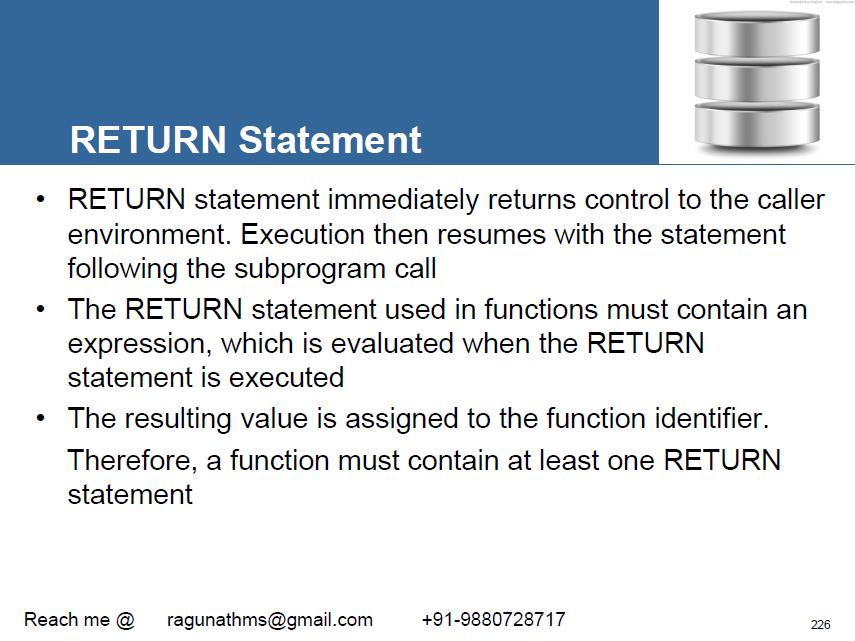 RETURN Statement
• RETURN statement immediately returns control to the caller
environment. Execution then resumes with the statement
following the subprogram call
• The RETURN statement used in functions must contain an
expression, which is evaluated when the RETURN
statement is executed
• The resulting value is assigned to the function identifier.
Therefore, a function must contain at least one RETURN
statement
Reach me @ ragunathms@gmail.com +91-9880728717
226